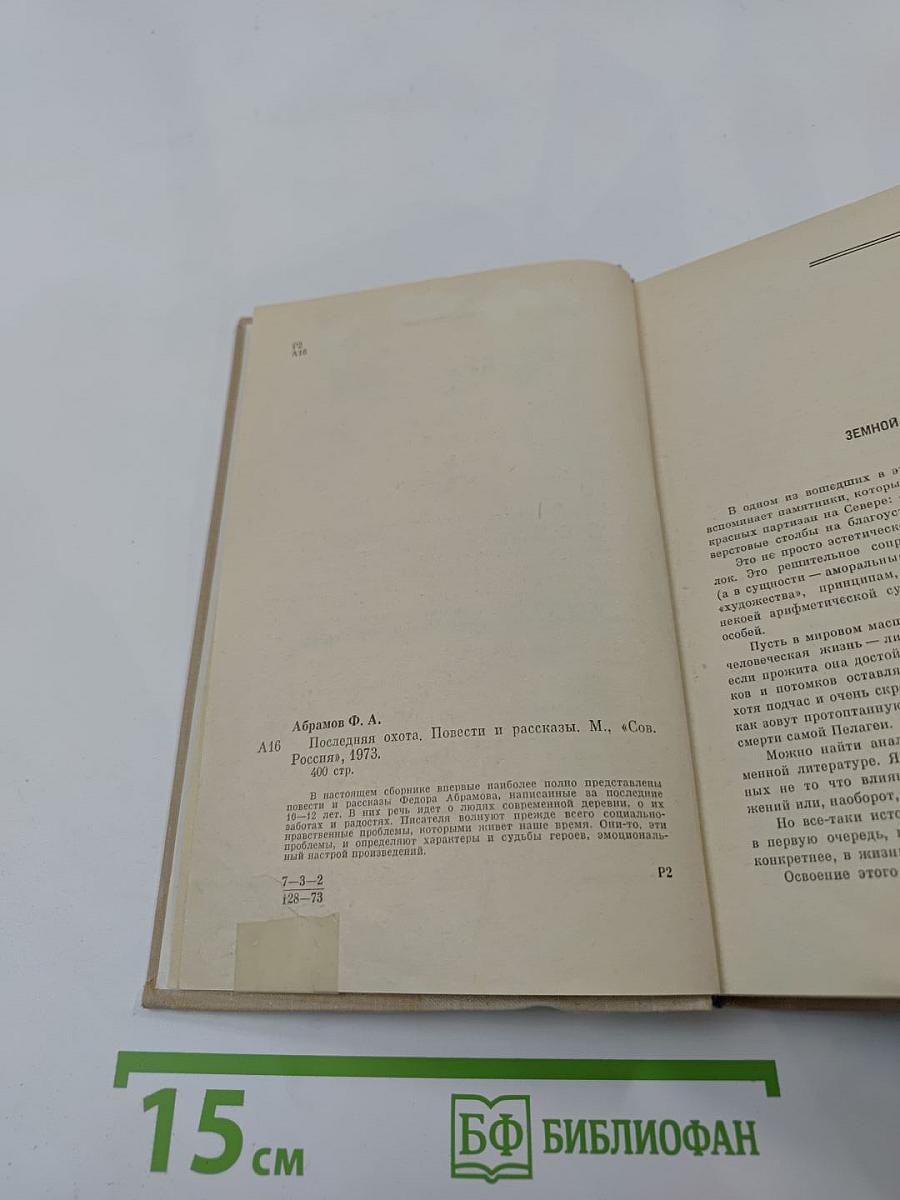 Р2
А16
Абрамов Ф. А.
А16 Последняя охота. Повести и рассказы. М., «Сов.
Россия», 1973.
400 стр.
В настоящем сборнике впервые наиболее полно представлены
повести и рассказы Федора Абрамова, написанные за последние
10—12 лет. В них речь идет о людях современной деревни, о их
заботах и радостях. Писателя волнуют прежде всего социально-
нравственные проблемы, которыми живет наше время. Они-то, эти
проблемы, и определяют характеры и судьбы героев, эмоциональ-
ный настрой произведений.
7—3—2
128—73
Р2
ЗЕМНОЙ
В одном из вошедших в э
вспоминает памятники, которы
красных партизан на Севере:
верстовые столбы на благоуст
Это не просто эстетическ
лок. Это решительное сопр
(а в сущности — аморальны
«художества», принципам,
некоей арифметической су
особей.
Пусть в мировом масш
человеческая жизнь — ли
если прожита она достой
ков и потомков оставля
хотя подчас и очень скр
как зовут протоптанную
смерти самой Пелагеи.
Можно найти анал
менной литературе. Я
ных не то что влиян
жений или, наоборот,
Но все-таки исто
в первую очередь, в
конкретнее, в жизн
Освоение этого
15 см
БФ БИБЛИОФАН